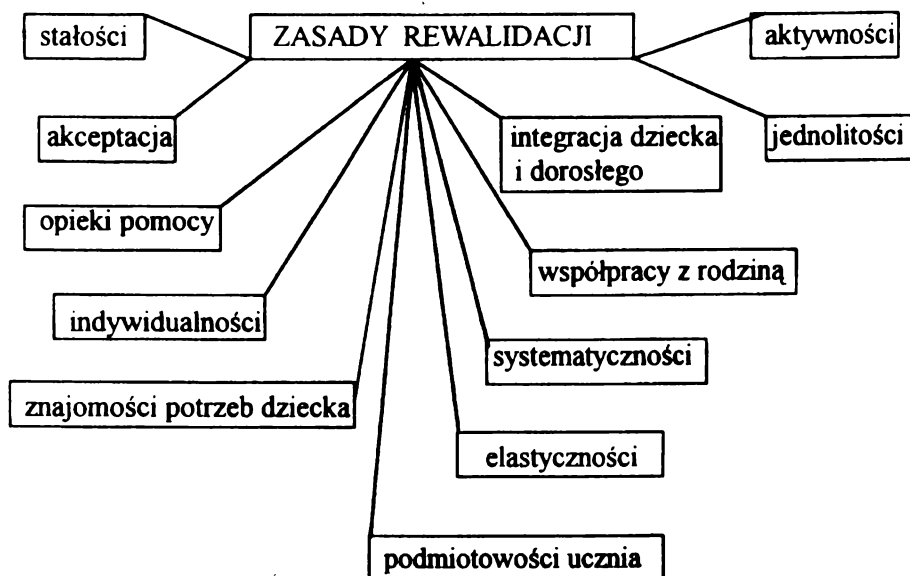 stałości
ZASADY REWALIDACJI
aktywności
akceptacja
integracja dziecka
i dorosłego
jednolitości
opieki pomocy
współpracy z rodziną
indywidualności
systematyczności
znajomości potrzeb dziecka
elastyczności
podmiotowości ucznia